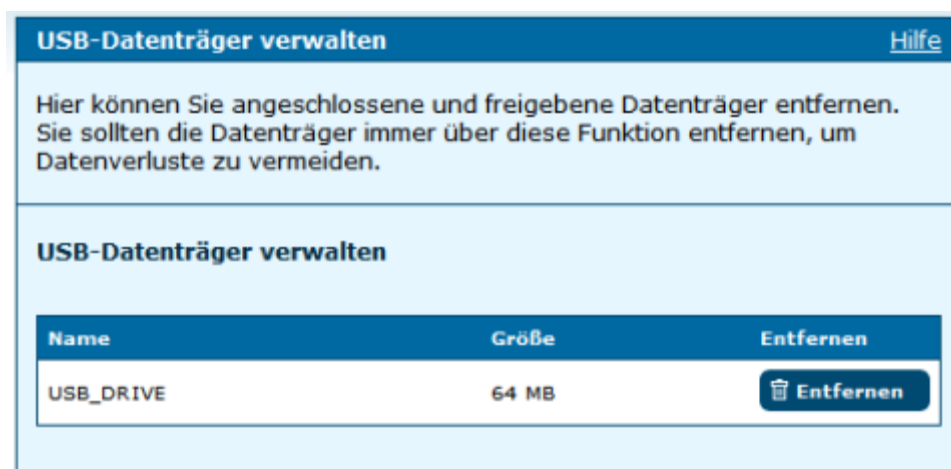 USB-Datenträger verwalten Hilfe
Hier können Sie angeschlossene und freigebene Datenträger entfernen.
Sie sollten die Datenträger immer über diese Funktion entfernen, um
Datenverluste zu vermeiden.
USB-Datenträger verwalten
Name Größe Entfernen
USB_DRIVE 64 MB Entfernen